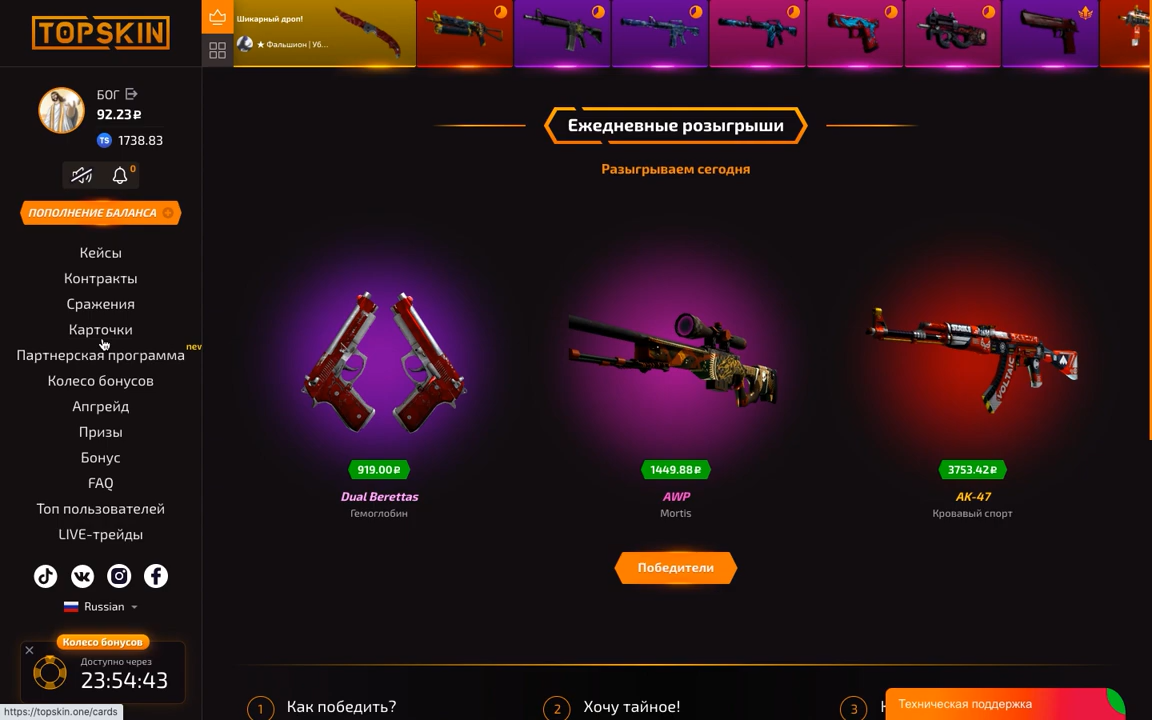 TOPSKIN
Шикарный дроп!
★ Фальшион | Уб...
БОГ
92.23₽
TS 1738.83
0
ПОПОЛНЕНИЕ БАЛАНСА
Кейсы
Контракты
Сражения
Карточки
new
Партнерская программа
Колесо бонусов
Апгрейд
Призы
Бонус
FAQ
Топ пользователей
LIVE-трейды
Russian
Колесо бонусов
Доступно через
23:54:43
https://topskin.one/cards
Ежедневные розыгрыши
Разыгрываем сегодня
919.00₽
Dual Berettas
Гемоглобин
1449.88₽
AWP
Mortis
3753.42₽
AK-47
Кровавый спорт
VOLTAIC
Победители
1 Как победить?
2 Хочу тайное!
3
Техническая поддержка